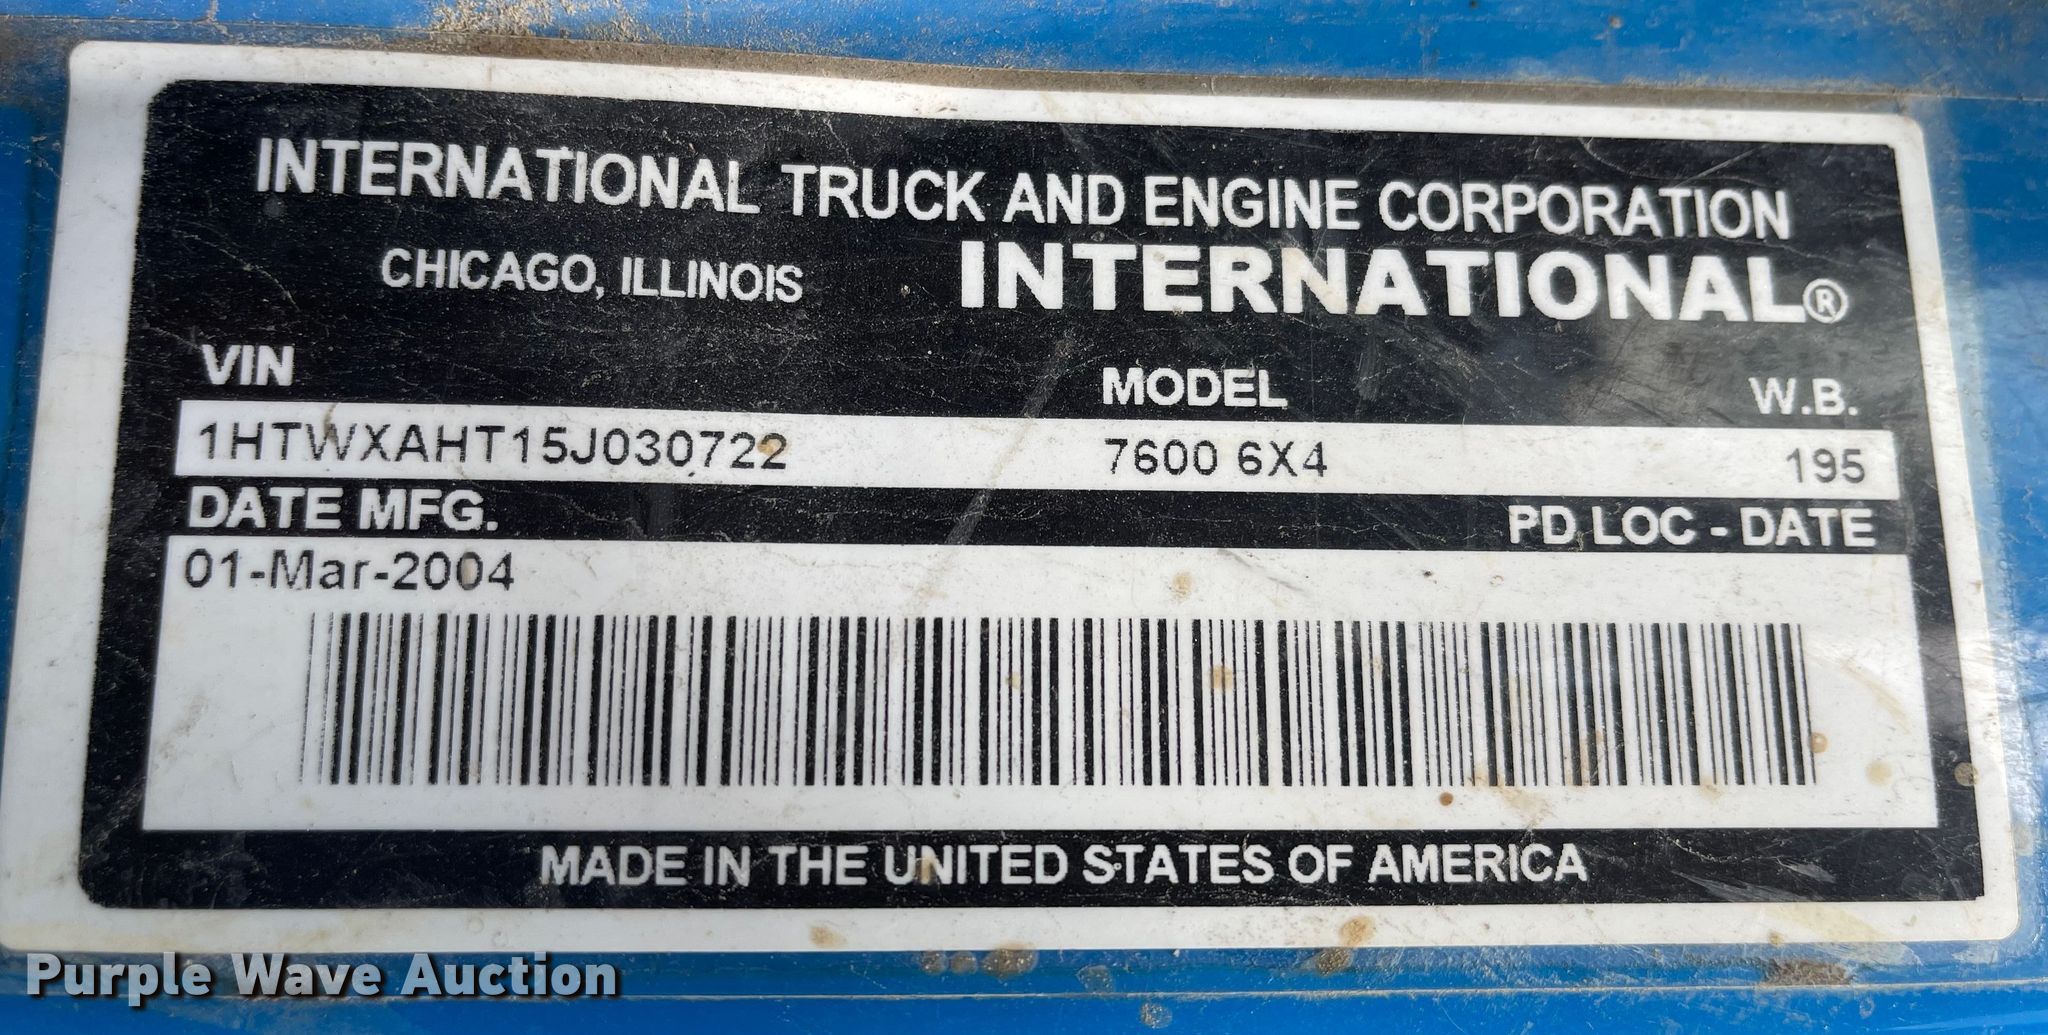 INTERNATIONAL TRUCK AND ENGINE CORPORATION
CHICAGO, ILLINOIS INTERNATIONAL®
VIN MODEL W.B.
1HTWXAHT15J030722 7600 6X4 195
DATE MFG. PD LOC - DATE
01-Mar-2004
MADE IN THE UNITED STATES OF AMERICA
Purple Wave Auction